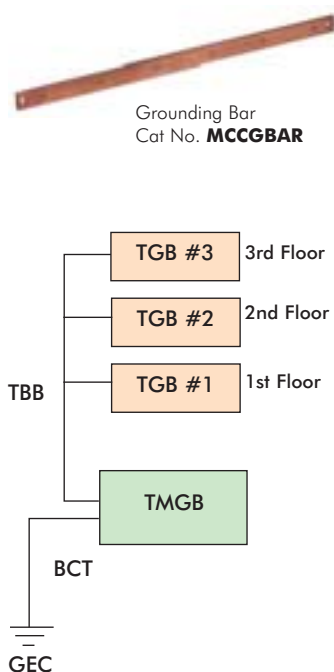 Grounding Bar
Cat No. MCCGBAR
TGB #3 3rd Floor
TGB #2 2nd Floor
TGB #1 1st Floor
TBB
TMGB
BCT
GEC